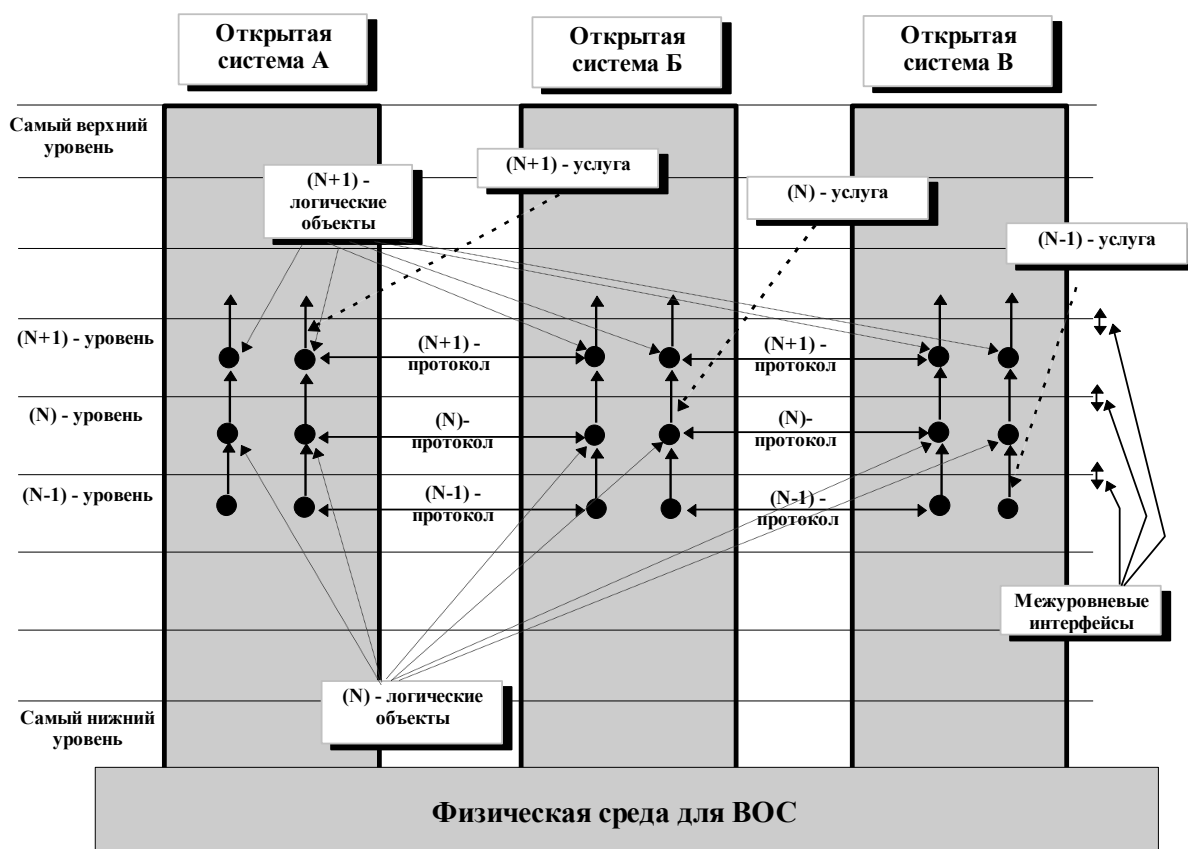 Открытая
система А
Открытая
система Б
Открытая
система В
Самый верхний
уровень
(N+1) -
логические
объекты
(N+1) - услуга
(N) - услуга
(N-1) - услуга
(N+1) - уровень
(N+1) -
протокол
(N+1) -
протокол
(N) - уровень
(N)-
протокол
(N)-
протокол
(N-1) - уровень
(N-1) -
протокол
(N-1) -
протокол
Межуровневые
интерфейсы
(N) - логические
объекты
Самый нижний
уровень
Физическая среда для ВОС